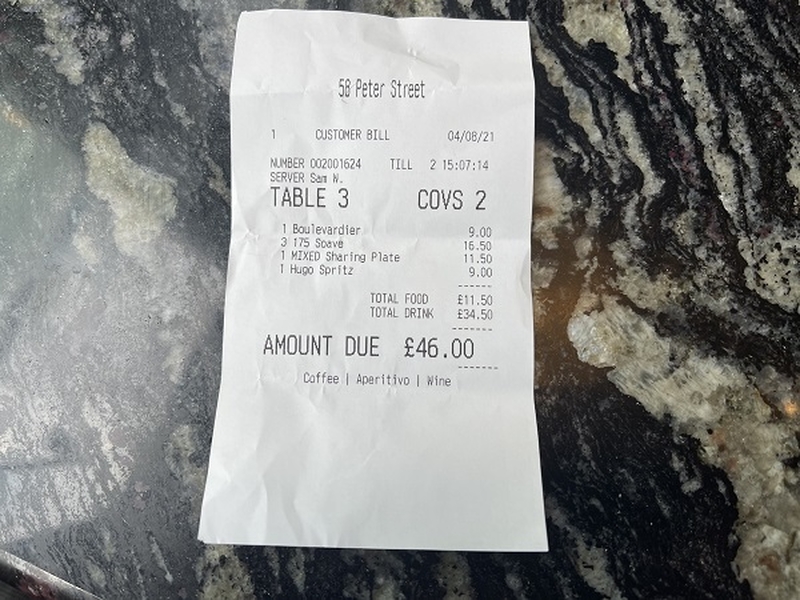 58 Peter Street
1 CUSTOMER BILL 04/08/21
NUMBER 002001624 TILL 2 15:07:14
SERVER Sam W.
TABLE 3 COVS 2
1 Boulevardier 9.00
3 175 Soave 16.50
1 MIXED Sharing Plate 11.50
1 Hugo Spritz 9.00
------
TOTAL FOOD £11.50
TOTAL DRINK £34.50
-------
AMOUNT DUE £46.00
-------
Coffee | Aperitivo | Wine